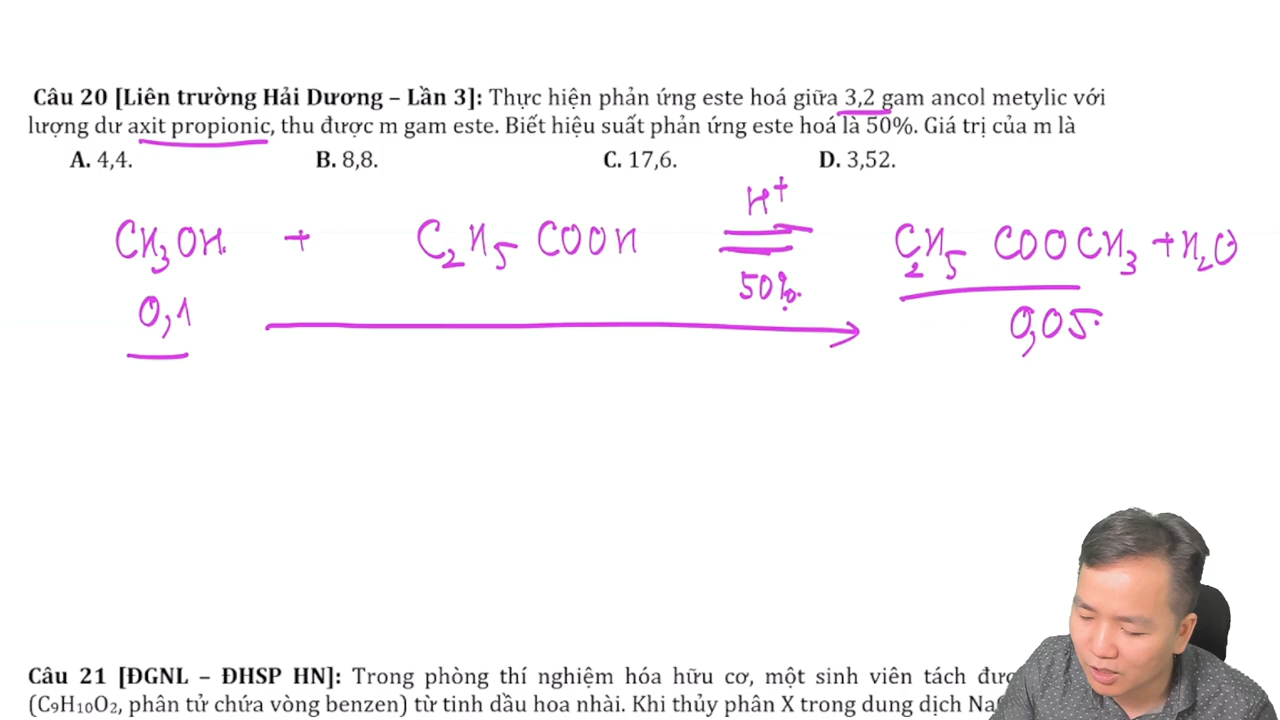 Câu 20 [Liên trường Hải Dương – Lần 3]: Thực hiện phản ứng este hoá giữa 3,2 gam ancol metylic với
lượng dư axit propionic, thu được m gam este. Biết hiệu suất phản ứng este hoá là 50%. Giá trị của m là
A. 4,4. B. 8,8. C. 17,6. D. 3,52.
H⁺
CH₃OH + C₂H₅ COOH C₂H₅ COOCH₃ + H₂O
50%
0,1 0,05
Câu 21 [ĐGNL – ĐHSP HN]: Trong phòng thí nghiệm hóa hữu cơ, một sinh viên tách
(C₉H₁₀O₂, phân tử chứa vòng benzen) từ tinh dầu hoa nhài. Khi thủy phân X trong dung dịch